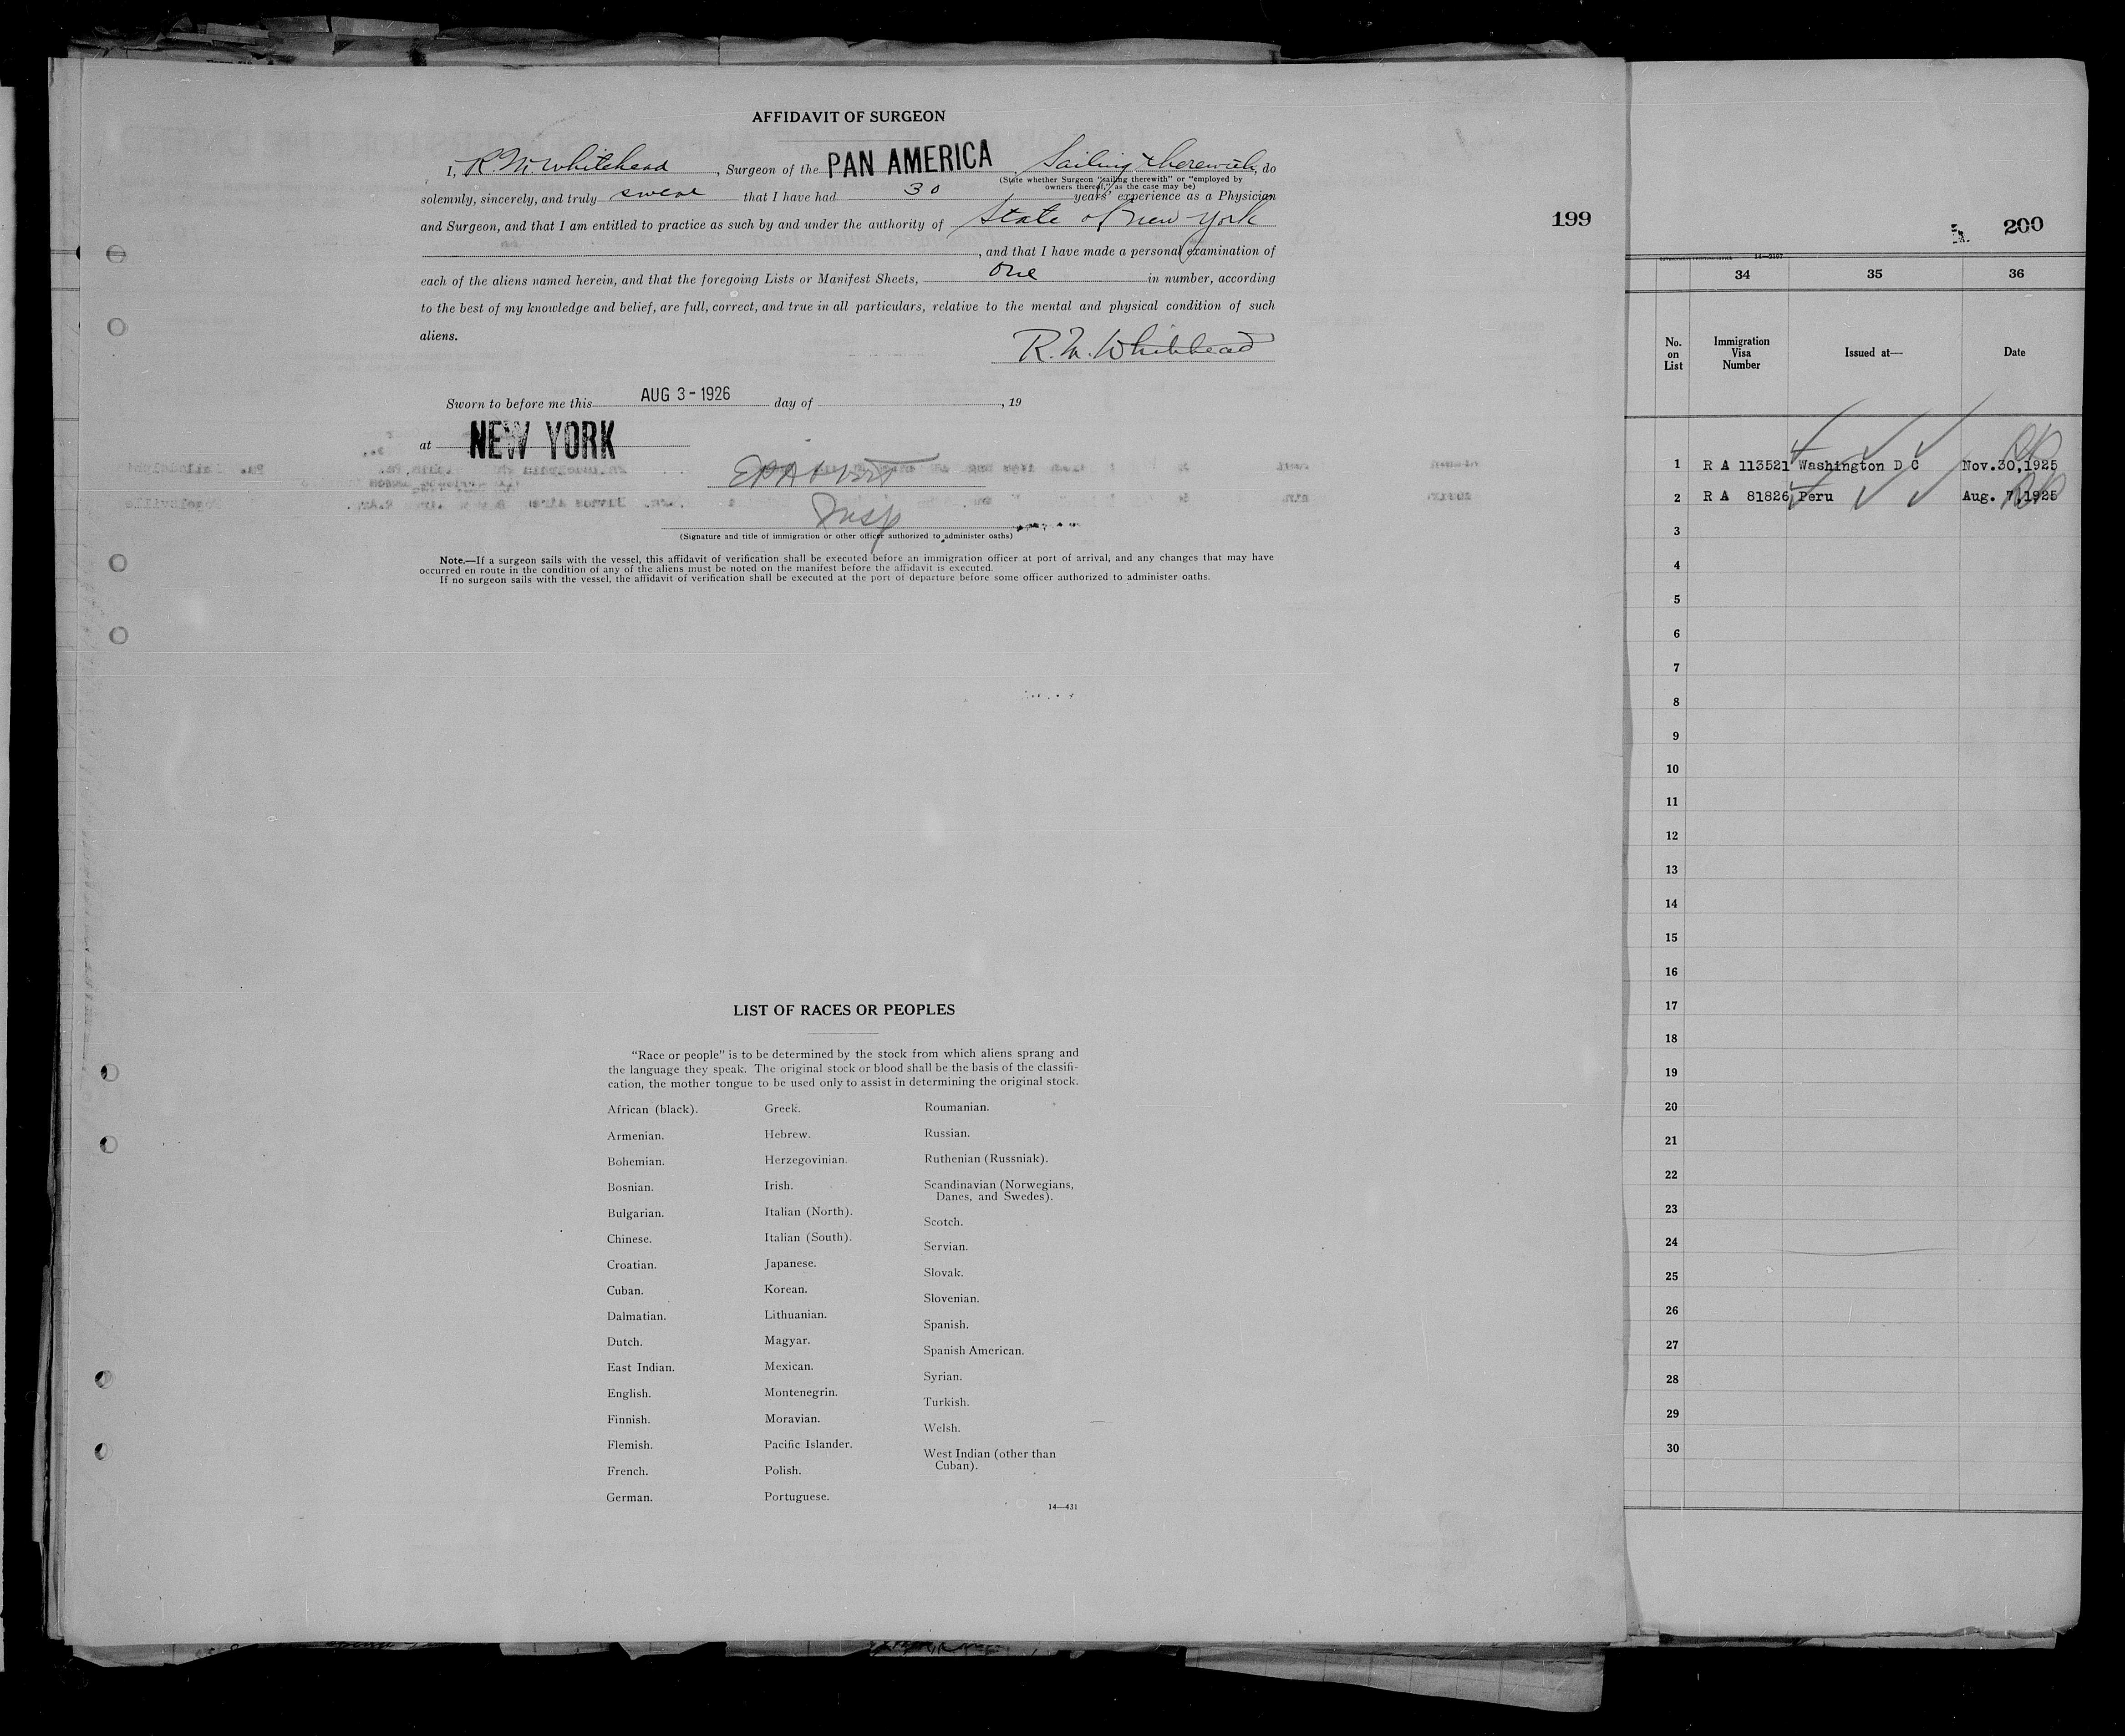 AFFIDAVIT OF SURGEON
I, R. M. Whitehead, Surgeon of the PAN AMERICA Sailing therewith, do
(State whether Surgeon "sailing therewith" or "employed by
owners thereof," as the case may be)
solemnly, sincerely, and truly swear that I have had 30 years' experience as a Physician
and Surgeon, and that I am entitled to practice as such by and under the authority of State of New York
, and that I have made a personal examination of
each of the aliens named herein, and that the foregoing Lists or Manifest Sheets, one in number, according
to the best of my knowledge and belief, are full, correct, and true in all particulars, relative to the mental and physical condition of such
aliens.
R. M. Whitehead
Sworn to before me this AUG 3 - 1926 day of , 19
at NEW YORK
Insp
(Signature and title of immigration or other officer authorized to administer oaths)
Note.—If a surgeon sails with the vessel, this affidavit of verification shall be executed before an immigration officer at port of arrival, and any changes that may have
occurred en route in the condition of any of the aliens must be noted on the manifest before the affidavit is executed.
If no surgeon sails with the vessel, the affidavit of verification shall be executed at the port of departure before some officer authorized to administer oaths.
199
LIST OF RACES OR PEOPLES
"Race or people" is to be determined by the stock from which aliens sprang and
the language they speak. The original stock or blood shall be the basis of the classifi-
cation, the mother tongue to be used only to assist in determining the original stock.
African (black).
Armenian.
Bohemian.
Bosnian.
Bulgarian.
Chinese.
Croatian.
Cuban.
Dalmatian.
Dutch.
East Indian.
English.
Finnish.
Flemish.
French.
German.
Greek.
Hebrew.
Herzegovinian.
Irish.
Italian (North).
Italian (South).
Japanese.
Korean.
Lithuanian.
Magyar.
Mexican.
Montenegrin.
Moravian.
Pacific Islander.
Polish.
Portuguese.
Roumanian.
Russian.
Ruthenian (Russniak).
Scandinavian (Norwegians,
Danes, and Swedes).
Scotch.
Servian.
Slovak.
Slovenian.
Spanish.
Spanish American.
Syrian.
Turkish.
Welsh.
West Indian (other than
Cuban).
14—431
200
34 35 36
No.
on
List
Immigration
Visa
Number
Issued at—
Date
1 R A 113521 Washington D C Nov.30,1925
2 R A 81826 Peru Aug. 7,1925
3
4
5
6
7
8
9
10
11
12
13
14
15
16
17
18
19
20
21
22
23
24
25
26
27
28
29
30